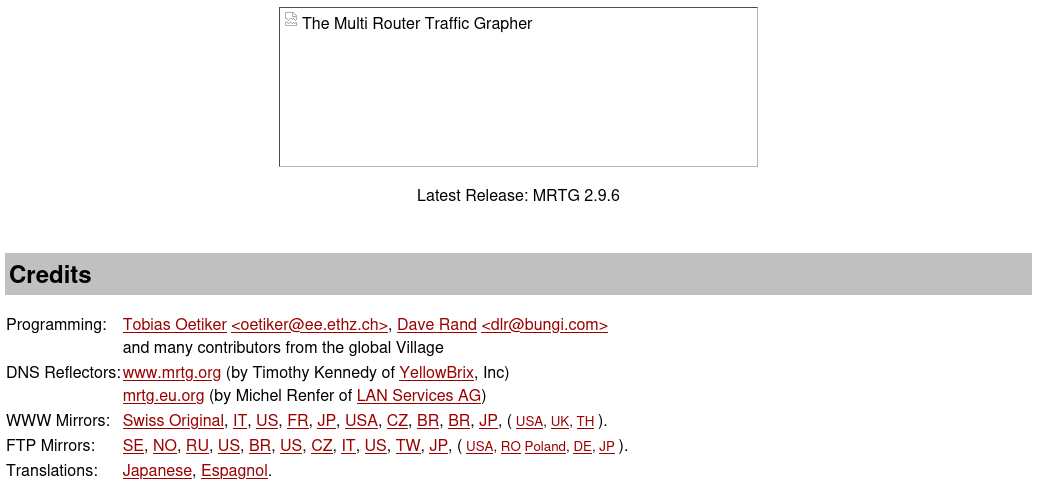 The Multi Router Traffic Grapher
Latest Release: MRTG 2.9.6
Credits
Programming: Tobias Oetiker <oetiker@ee.ethz.ch>, Dave Rand <dlr@bungi.com>
and many contributors from the global Village
DNS Reflectors: www.mrtg.org (by Timothy Kennedy of YellowBrix, Inc)
mrtg.eu.org (by Michel Renfer of LAN Services AG)
WWW Mirrors: Swiss Original, IT, US, FR, JP, USA, CZ, BR, BR, JP, ( USA, UK, TH ).
FTP Mirrors: SE, NO, RU, US, BR, US, CZ, IT, US, TW, JP, ( USA, RO Poland, DE, JP ).
Translations: Japanese, Espagnol.